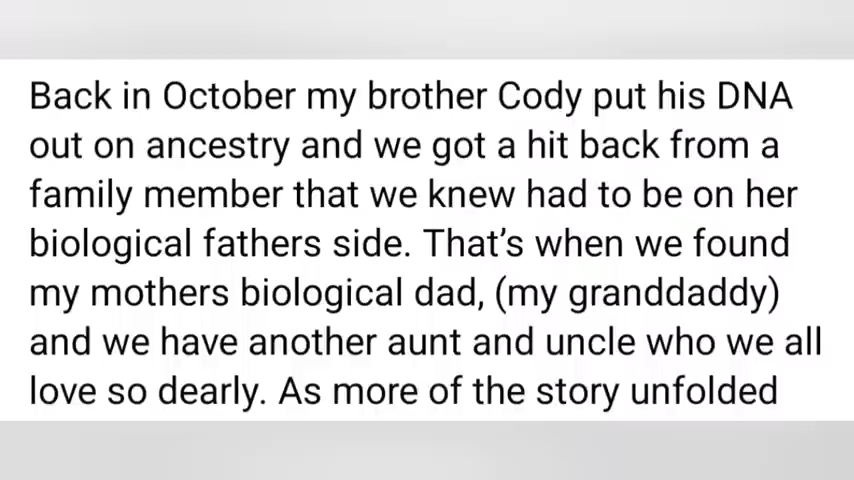 Back in October my brother Cody put his DNA
out on ancestry and we got a hit back from a
family member that we knew had to be on her
biological fathers side. That’s when we found
my mothers biological dad, (my granddaddy)
and we have another aunt and uncle who we all
love so dearly. As more of the story unfolded